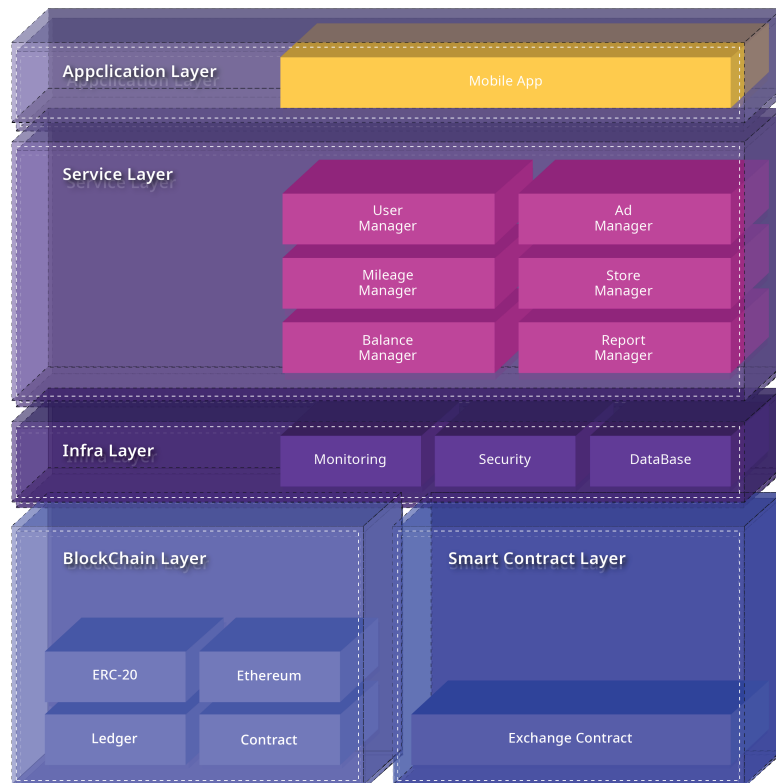 Appclication Layer
Mobile App
Service Layer
User
Manager
Ad
Manager
Mileage
Manager
Store
Manager
Balance
Manager
Report
Manager
Infra Layer
Monitoring
Security
DataBase
BlockChain Layer
Smart Contract Layer
ERC-20
Ethereum
Ledger
Contract
Exchange Contract